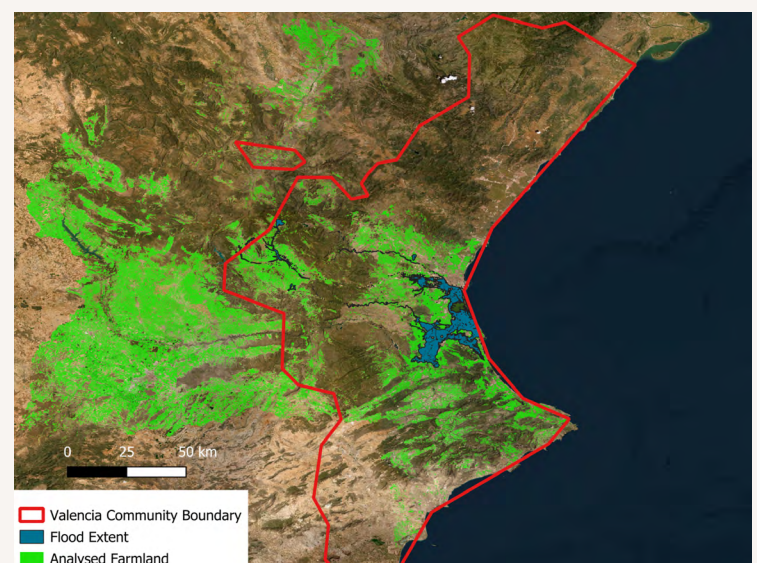 0 25 50 km
Valencia Community Boundary
Flood Extent
Analysed Farmland